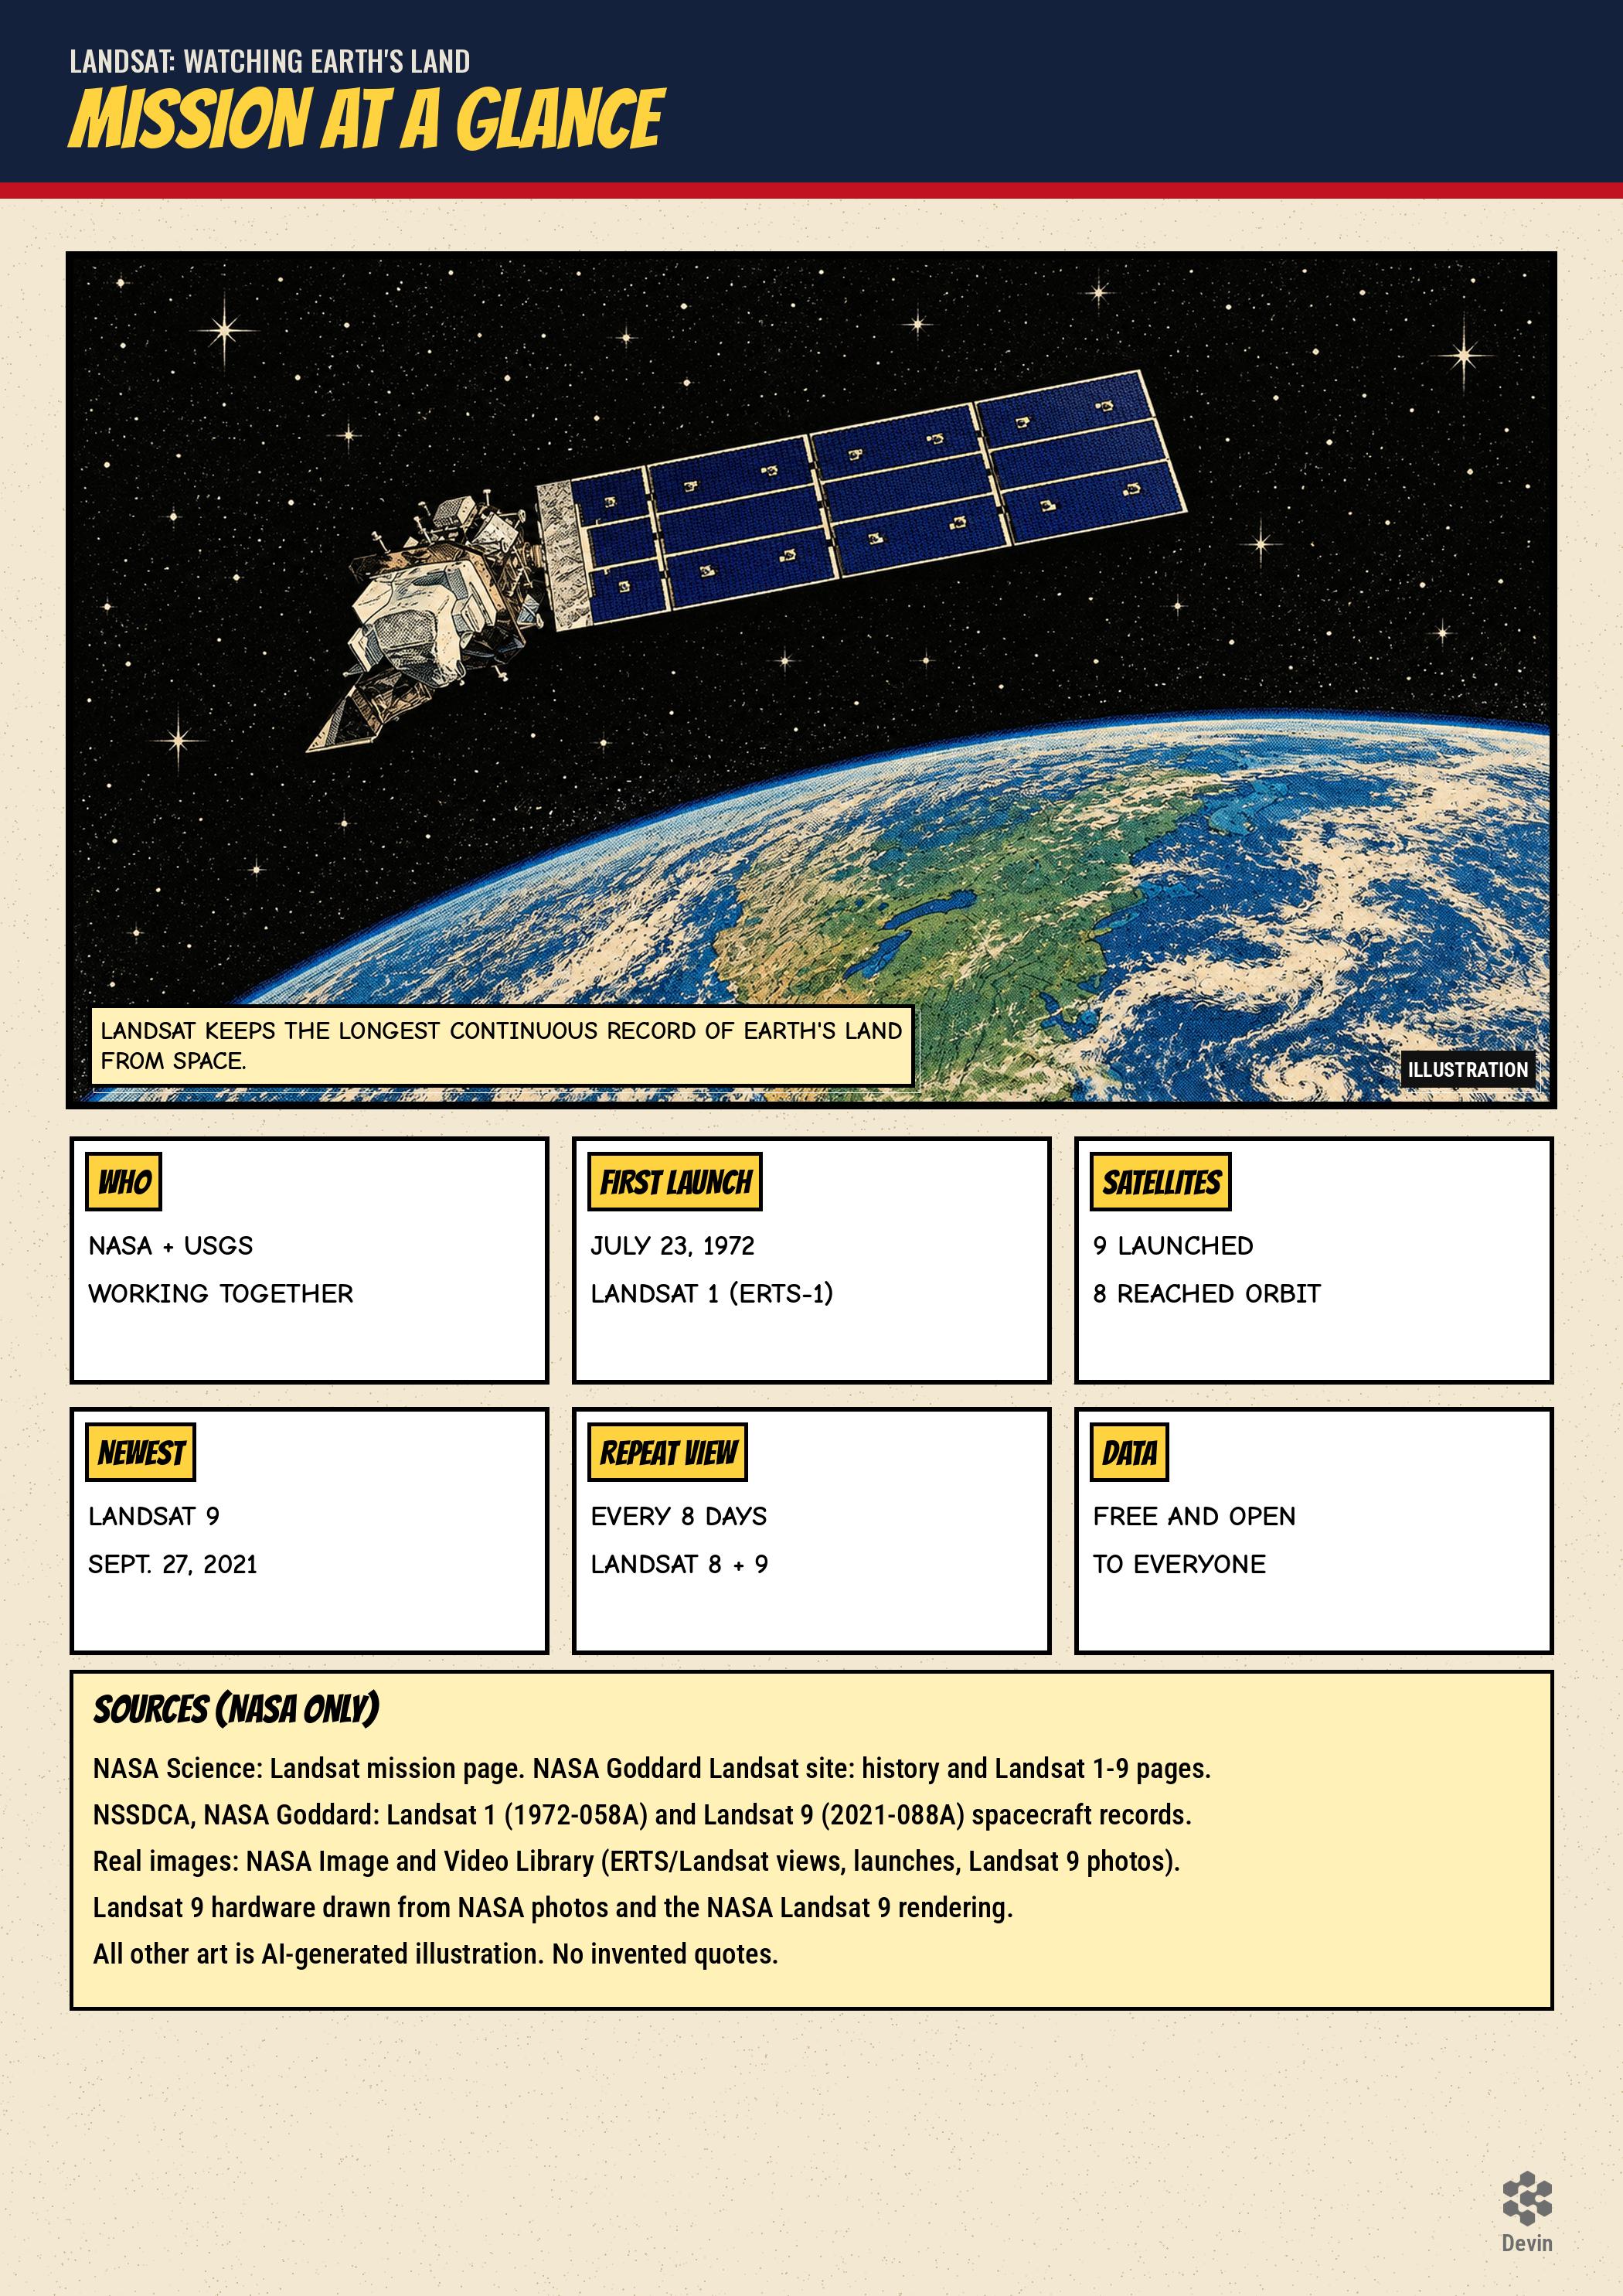 LANDSAT: WATCHING EARTH'S LAND
MISSION AT A GLANCE
LANDSAT KEEPS THE LONGEST CONTINUOUS RECORD OF EARTH'S LAND
FROM SPACE.
ILLUSTRATION
WHO
NASA + USGS
WORKING TOGETHER
FIRST LAUNCH
JULY 23, 1972
LANDSAT 1 (ERTS-1)
SATELLITES
9 LAUNCHED
8 REACHED ORBIT
NEWEST
LANDSAT 9
SEPT. 27, 2021
REPEAT VIEW
EVERY 8 DAYS
LANDSAT 8 + 9
DATA
FREE AND OPEN
TO EVERYONE
SOURCES (NASA ONLY)
NASA Science: Landsat mission page. NASA Goddard Landsat site: history and Landsat 1-9 pages.
NSSDCA, NASA Goddard: Landsat 1 (1972-058A) and Landsat 9 (2021-088A) spacecraft records.
Real images: NASA Image and Video Library (ERTS/Landsat views, launches, Landsat 9 photos).
Landsat 9 hardware drawn from NASA photos and the NASA Landsat 9 rendering.
All other art is AI-generated illustration. No invented quotes.
Devin